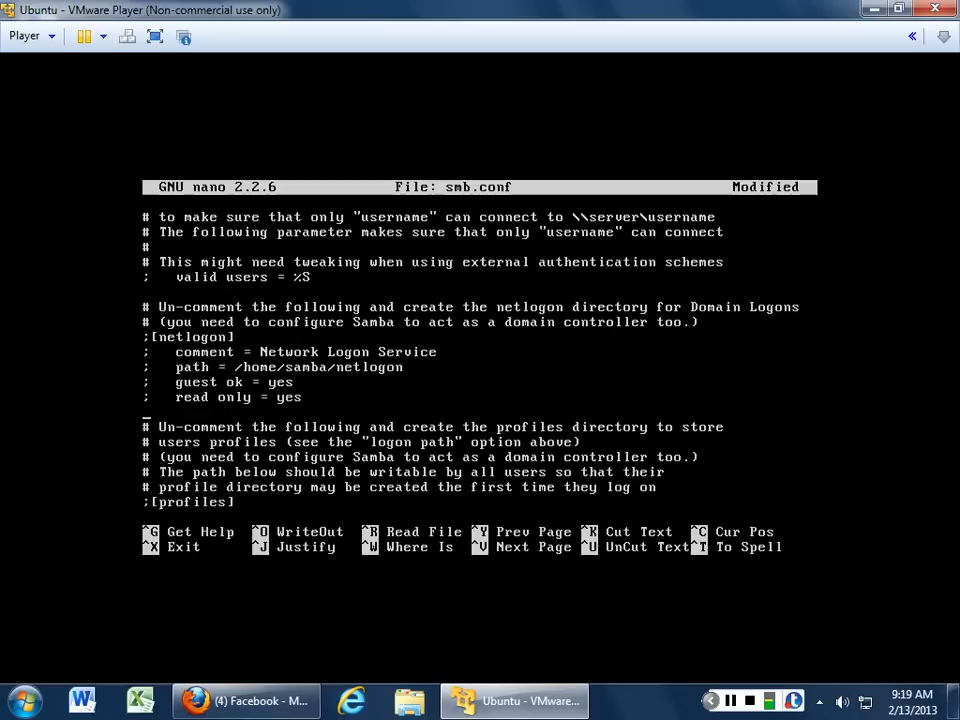 Ubuntu - VMware Player (Non-commercial use only)
Player
GNU nano 2.2.6 File: smb.conf Modified
# to make sure that only "username" can connect to \\server\username
# The following parameter makes sure that only "username" can connect
#
# This might need tweaking when using external authentication schemes
;   valid users = %S
# Un-comment the following and create the netlogon directory for Domain Logons
# (you need to configure Samba to act as a domain controller too.)
;[netlogon]
;   comment = Network Logon Service
;   path = /home/samba/netlogon
;   guest ok = yes
;   read only = yes
# Un-comment the following and create the profiles directory to store
# users profiles (see the "logon path" option above)
# (you need to configure Samba to act as a domain controller too.)
# The path below should be writable by all users so that their
# profile directory may be created the first time they log on
;[profiles]
^G Get Help ^O WriteOut ^R Read File ^Y Prev Page ^K Cut Text ^C Cur Pos
^X Exit ^J Justify ^W Where Is ^V Next Page ^U UnCut Text^T To Spell
(4) Facebook - M...
Ubuntu - VMware...
9:19 AM
2/13/2013